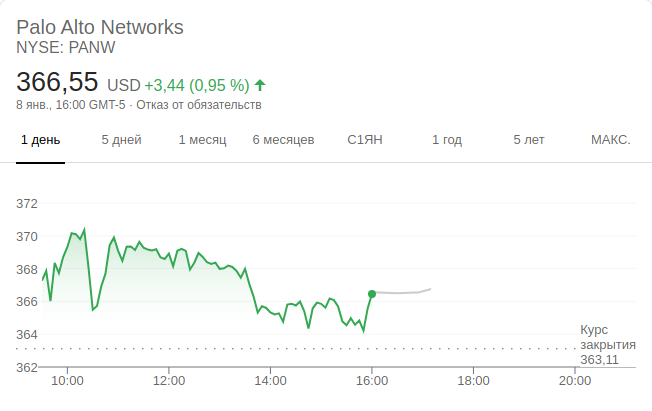 Palo Alto Networks
NYSE: PANW
366,55 USD +3,44 (0,95 %)
8 янв., 16:00 GMT-5 · Отказ от обязательств
1 день 5 дней 1 месяц 6 месяцев С1ЯН 1 год 5 лет МАКС.
372
370
368
366
364
Курс
закрытия
363,11
362
10:00 12:00 14:00 16:00 18:00 20:00